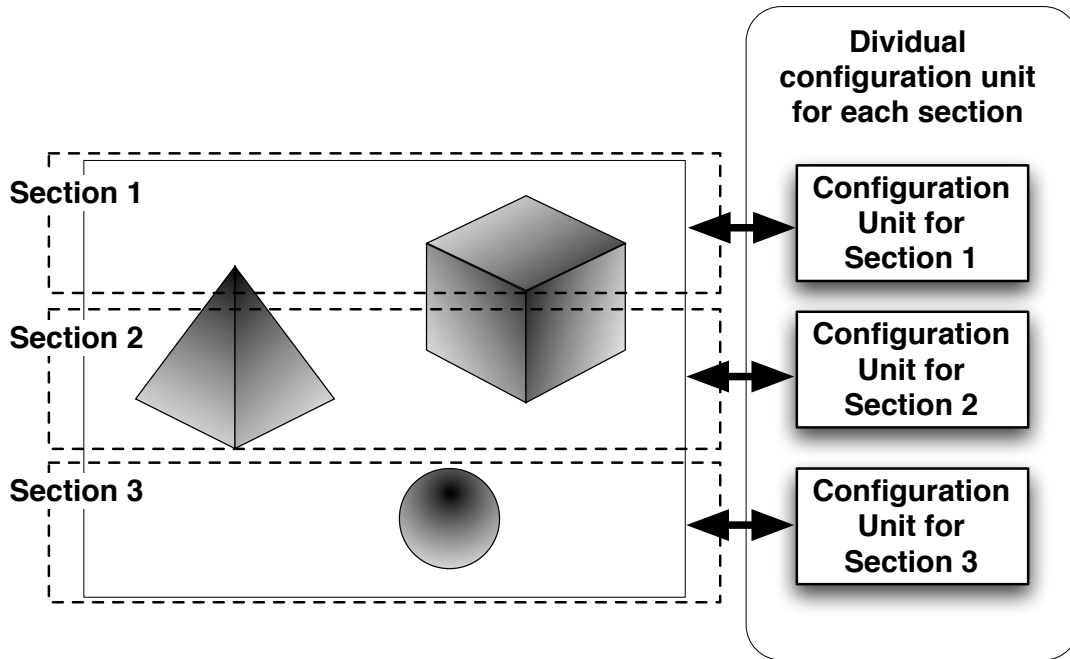 Dividual
configuration unit
for each section
Section 1
Configuration
Unit for
Section 1
Section 2
Configuration
Unit for
Section 2
Section 3
Configuration
Unit for
Section 3